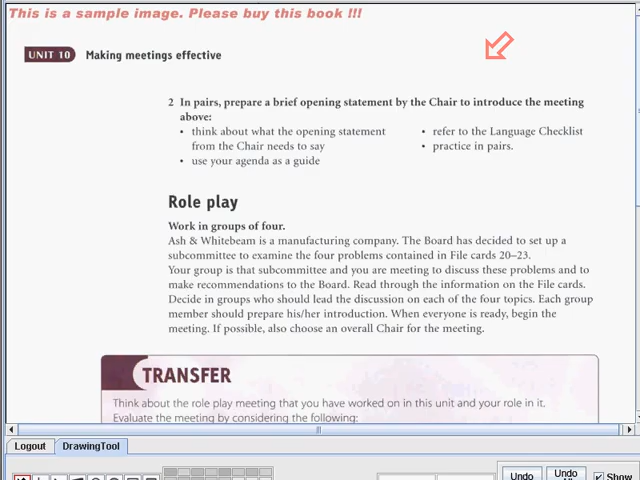 This is a sample image. Please buy this book !!!
UNIT 10 Making meetings effective
2 In pairs, prepare a brief opening statement by the Chair to introduce the meeting
above:
• think about what the opening statement
from the Chair needs to say
• use your agenda as a guide
• refer to the Language Checklist
• practice in pairs.
Role play
Work in groups of four.
Ash & Whitebeam is a manufacturing company. The Board has decided to set up a
subcommittee to examine the four problems contained in File cards 20–23.
Your group is that subcommittee and you are meeting to discuss these problems and to
make recommendations to the Board. Read through the information on the File cards.
Decide in groups who should lead the discussion on each of the four topics. Each group
member should prepare his/her introduction. When everyone is ready, begin the
meeting. If possible, also choose an overall Chair for the meeting.
TRANSFER
Think about the role play meeting that you have worked on in this unit and your role in it.
Evaluate the meeting by considering the following:
Logout DrawingTool
Undo Undo Show